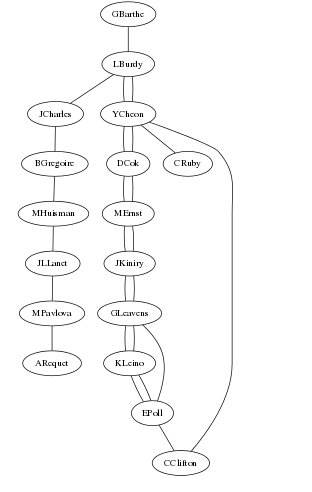 GBarthe
LBurdy
JCharles
YCheon
BGregoire
DCok
CRuby
MHuisman
MErnst
JLLanet
JKiniry
MPavlova
GLeavens
ARequet
KLeino
EPoll
CClifton